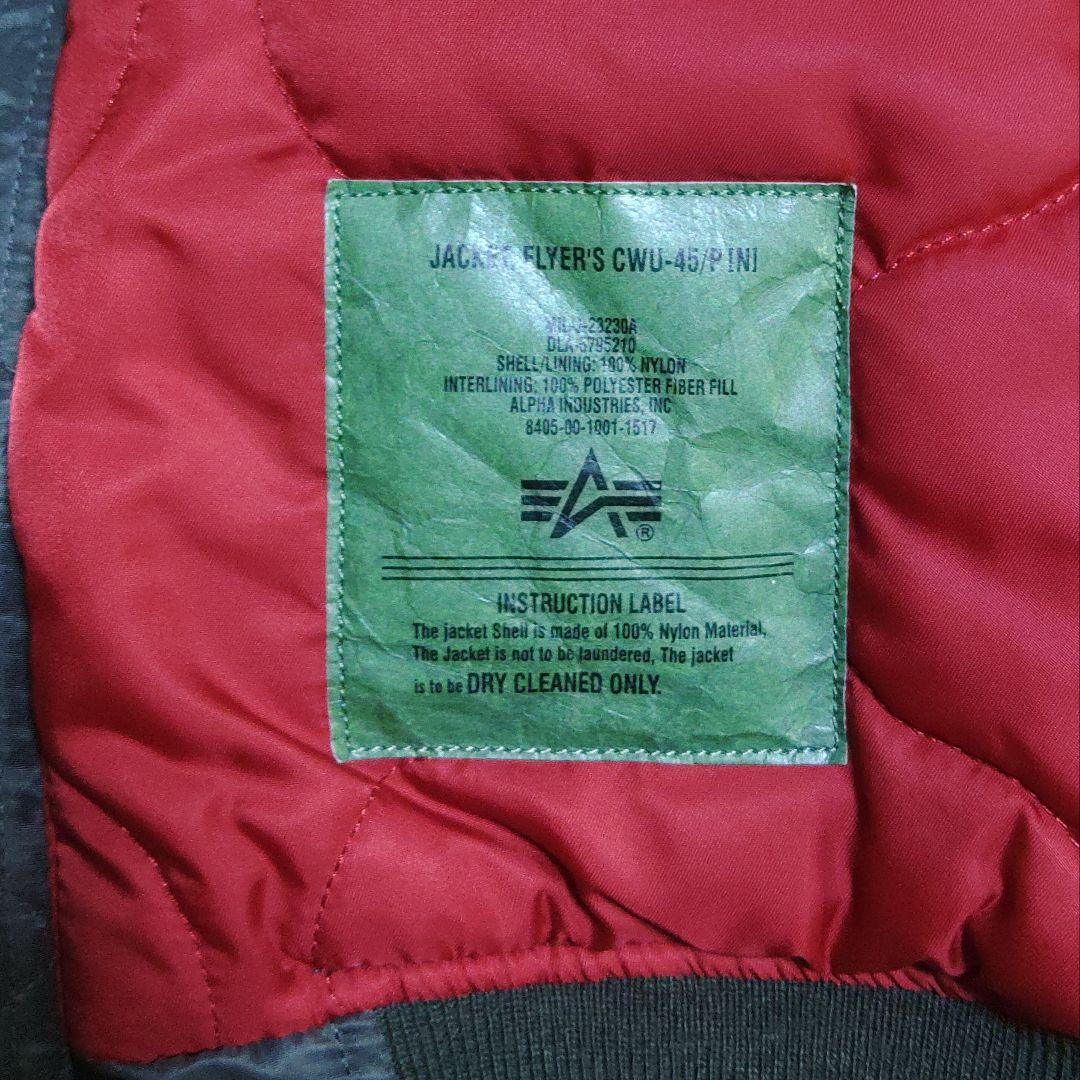 JACKET, FLYER'S CWU-45/P [N]
MIL-J-23230A
DLA-6795210
SHELL/LINING: 100% NYLON
INTERLINING: 100% POLYESTER FIBER FILL
ALPHA INDUSTRIES, INC
8405-00-1001-1517
®
INSTRUCTION LABEL
The jacket Shell is made of 100% Nylon Material,
The Jacket is not to be laundered, The jacket
is to be DRY CLEANED ONLY.